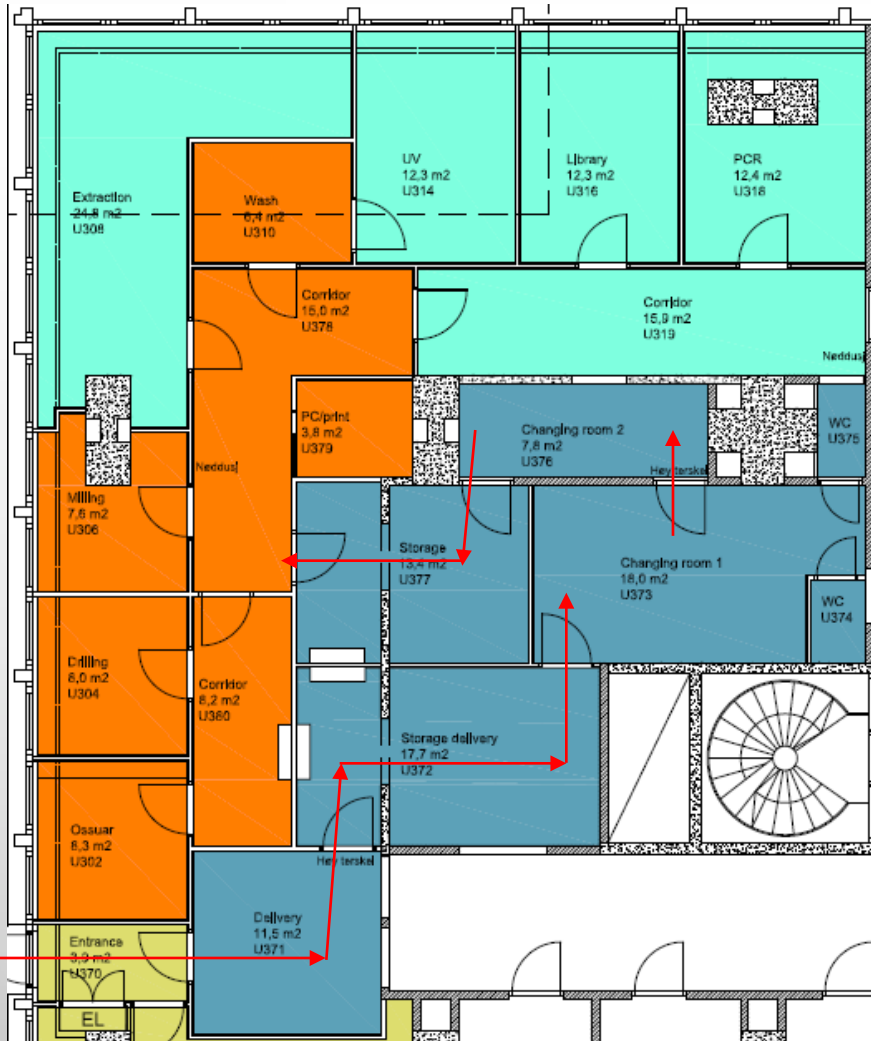 UV
12,3 m2
U314
Library
12,3 m2
U316
PCR
12,4 m2
U318
Extraction
24,8 m2
U308
Wash
6,4 m2
U310
Corridor
15,0 m2
U378
Corridor
15,9 m2
U319
Neddusj
PC/print
3,8 m2
U379
Changing room 2
7,8 m2
U376
Høy terskel
WC
U375
Neddusj
Milling
7,6 m2
U306
Storage
13,4 m2
U377
Changing room 1
18,0 m2
U373
WC
U374
Drilling
8,0 m2
U304
Corridor
8,2 m2
U380
Storage delivery
17,7 m2
U372
Ossuar
8,3 m2
U302
Høy terskel
Delivery
11,5 m2
U371
Entrance
3,9 m2
U370
EL